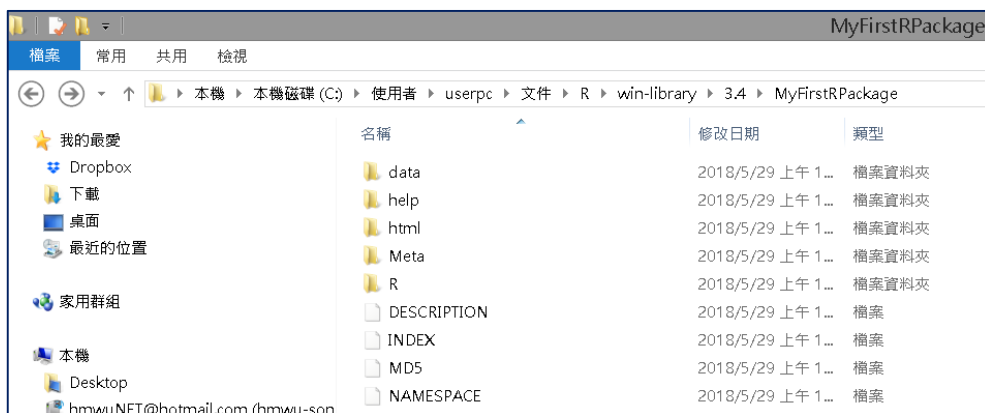 MyFirstRPackage
檔案 常用 共用 檢視
本機 本機磁碟 (C:) 使用者 userpc 文件 R win-library 3.4 MyFirstRPackage
我的最愛
Dropbox
下載
桌面
最近的位置
家用群組
本機
Desktop
hmwuNET@hotmail.com (hmwu-son
名稱 修改日期 類型
data 2018/5/29 上午 1... 檔案資料夾
help 2018/5/29 上午 1... 檔案資料夾
html 2018/5/29 上午 1... 檔案資料夾
Meta 2018/5/29 上午 1... 檔案資料夾
R 2018/5/29 上午 1... 檔案資料夾
DESCRIPTION 2018/5/29 上午 1... 檔案
INDEX 2018/5/29 上午 1... 檔案
MD5 2018/5/29 上午 1... 檔案
NAMESPACE 2018/5/29 上午 1... 檔案